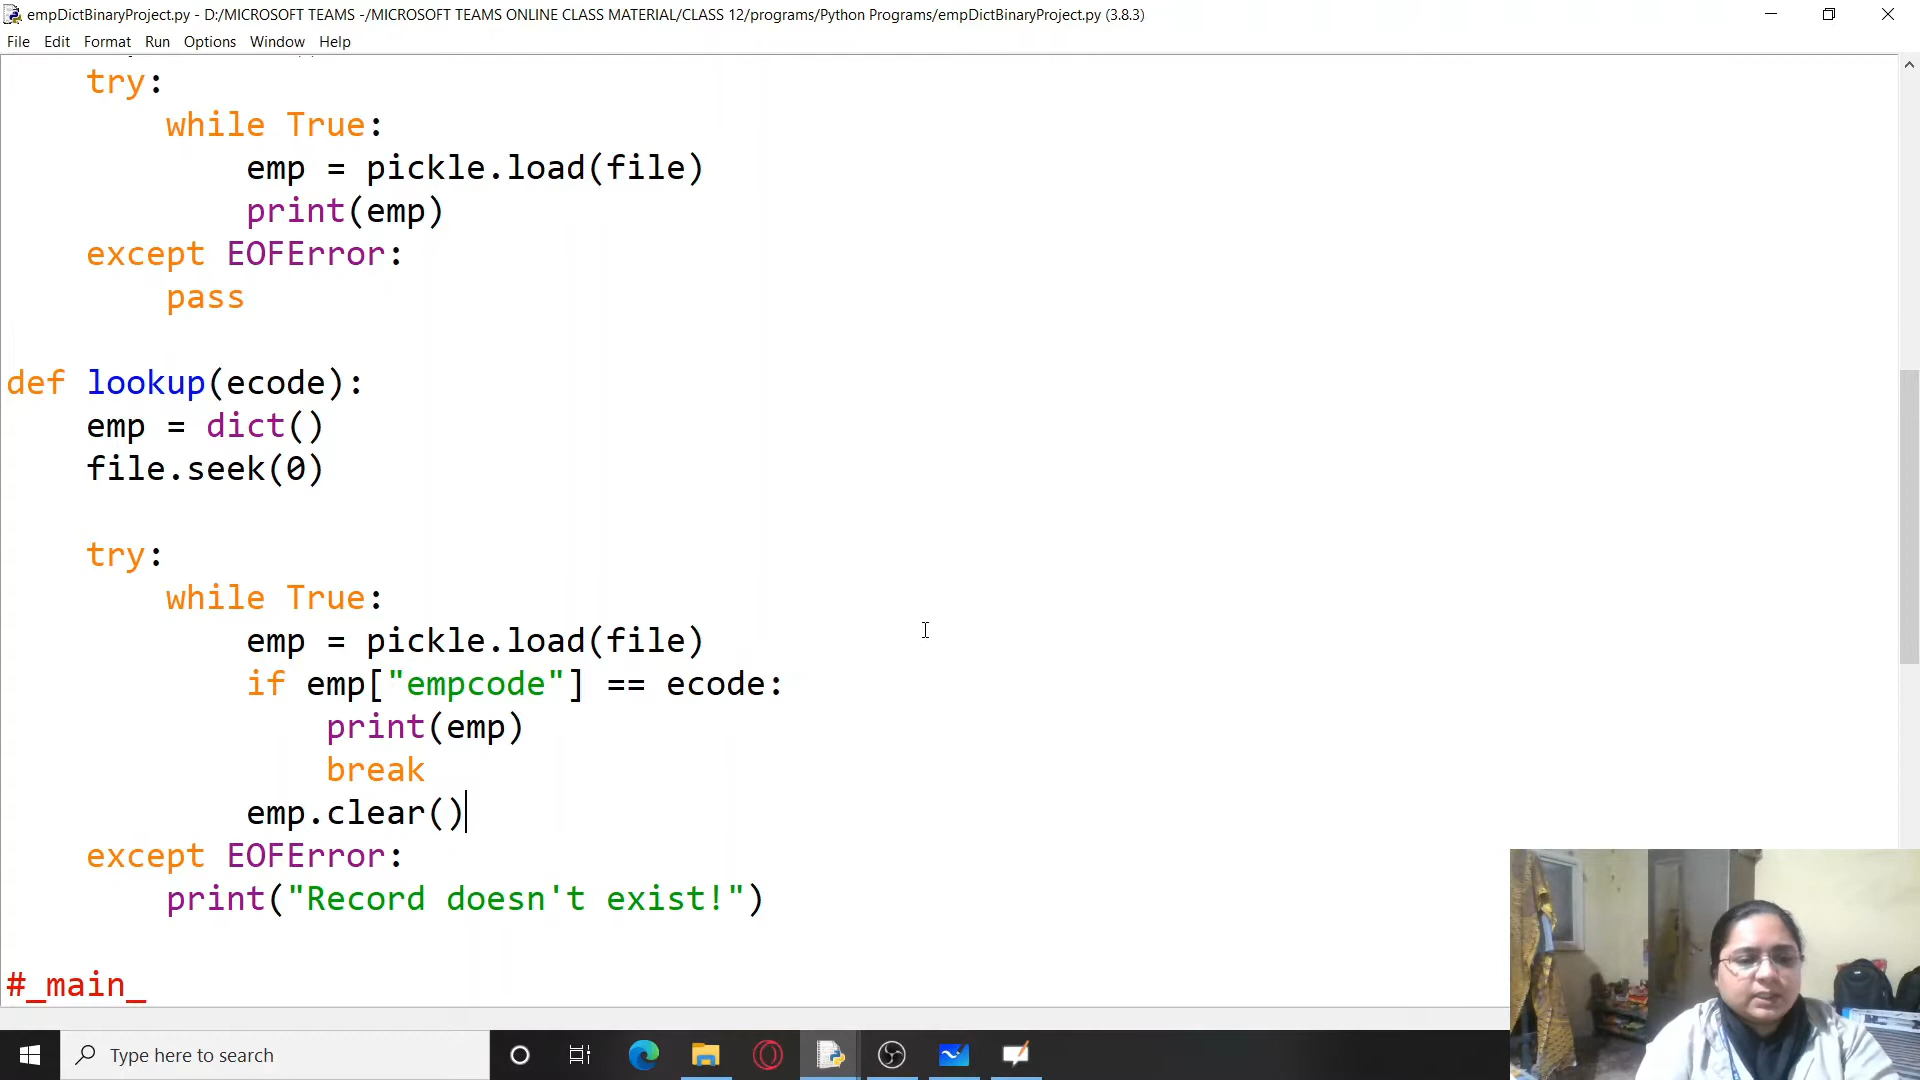 empDictBinaryProject.py - D:/MICROSOFT TEAMS -/MICROSOFT TEAMS ONLINE CLASS MATERIAL/CLASS 12/programs/Python Programs/empDictBinaryProject.py (3.8.3)
File Edit Format Run Options Window Help
try:
while True:
emp = pickle.load(file)
print(emp)
except EOFError:
pass
def lookup(ecode):
emp = dict()
file.seek(0)
try:
while True:
emp = pickle.load(file)
if emp["empcode"] == ecode:
print(emp)
break
emp.clear()
except EOFError:
print("Record doesn't exist!")
#_main_
Type here to search